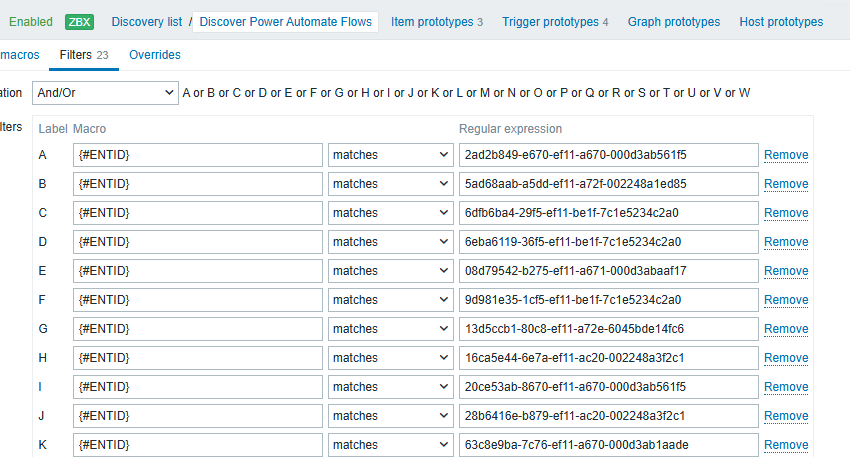 Enabled ZBX Discovery list / Discover Power Automate Flows Item prototypes 3 Trigger prototypes 4 Graph prototypes Host prototypes
macros Filters 23 Overrides
ation And/Or A or B or C or D or E or F or G or H or I or J or K or L or M or N or O or P or Q or R or S or T or U or V or W
lters Label Macro Regular expression
A {#ENTID} matches 2ad2b849-e670-ef11-a670-000d3ab561f5 Remove
B {#ENTID} matches 5ad68aab-a5dd-ef11-a72f-002248a1ed85 Remove
C {#ENTID} matches 6dfb6ba4-29f5-ef11-be1f-7c1e5234c2a0 Remove
D {#ENTID} matches 6eba6119-36f5-ef11-be1f-7c1e5234c2a0 Remove
E {#ENTID} matches 08d79542-b275-ef11-a671-000d3abaaf17 Remove
F {#ENTID} matches 9d981e35-1cf5-ef11-be1f-7c1e5234c2a0 Remove
G {#ENTID} matches 13d5ccb1-80c8-ef11-a72e-6045bde14fc6 Remove
H {#ENTID} matches 16ca5e44-6e7a-ef11-ac20-002248a3f2c1 Remove
I {#ENTID} matches 20ce53ab-8670-ef11-a670-000d3ab561f5 Remove
J {#ENTID} matches 28b6416e-b879-ef11-ac20-002248a3f2c1 Remove
K {#ENTID} matches 63c8e9ba-7c76-ef11-a670-000d3ab1aade Remove